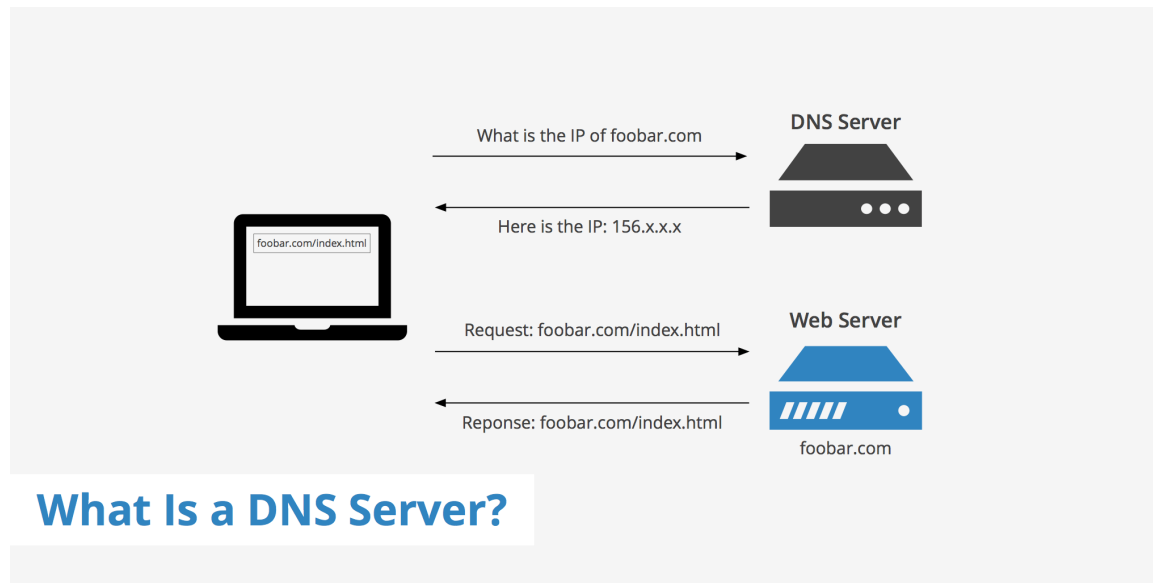 What is the IP of foobar.com
DNS Server
Here is the IP: 156.x.x.x
foobar.com/index.html
Request: foobar.com/index.html
Web Server
Reponse: foobar.com/index.html
foobar.com
What Is a DNS Server?